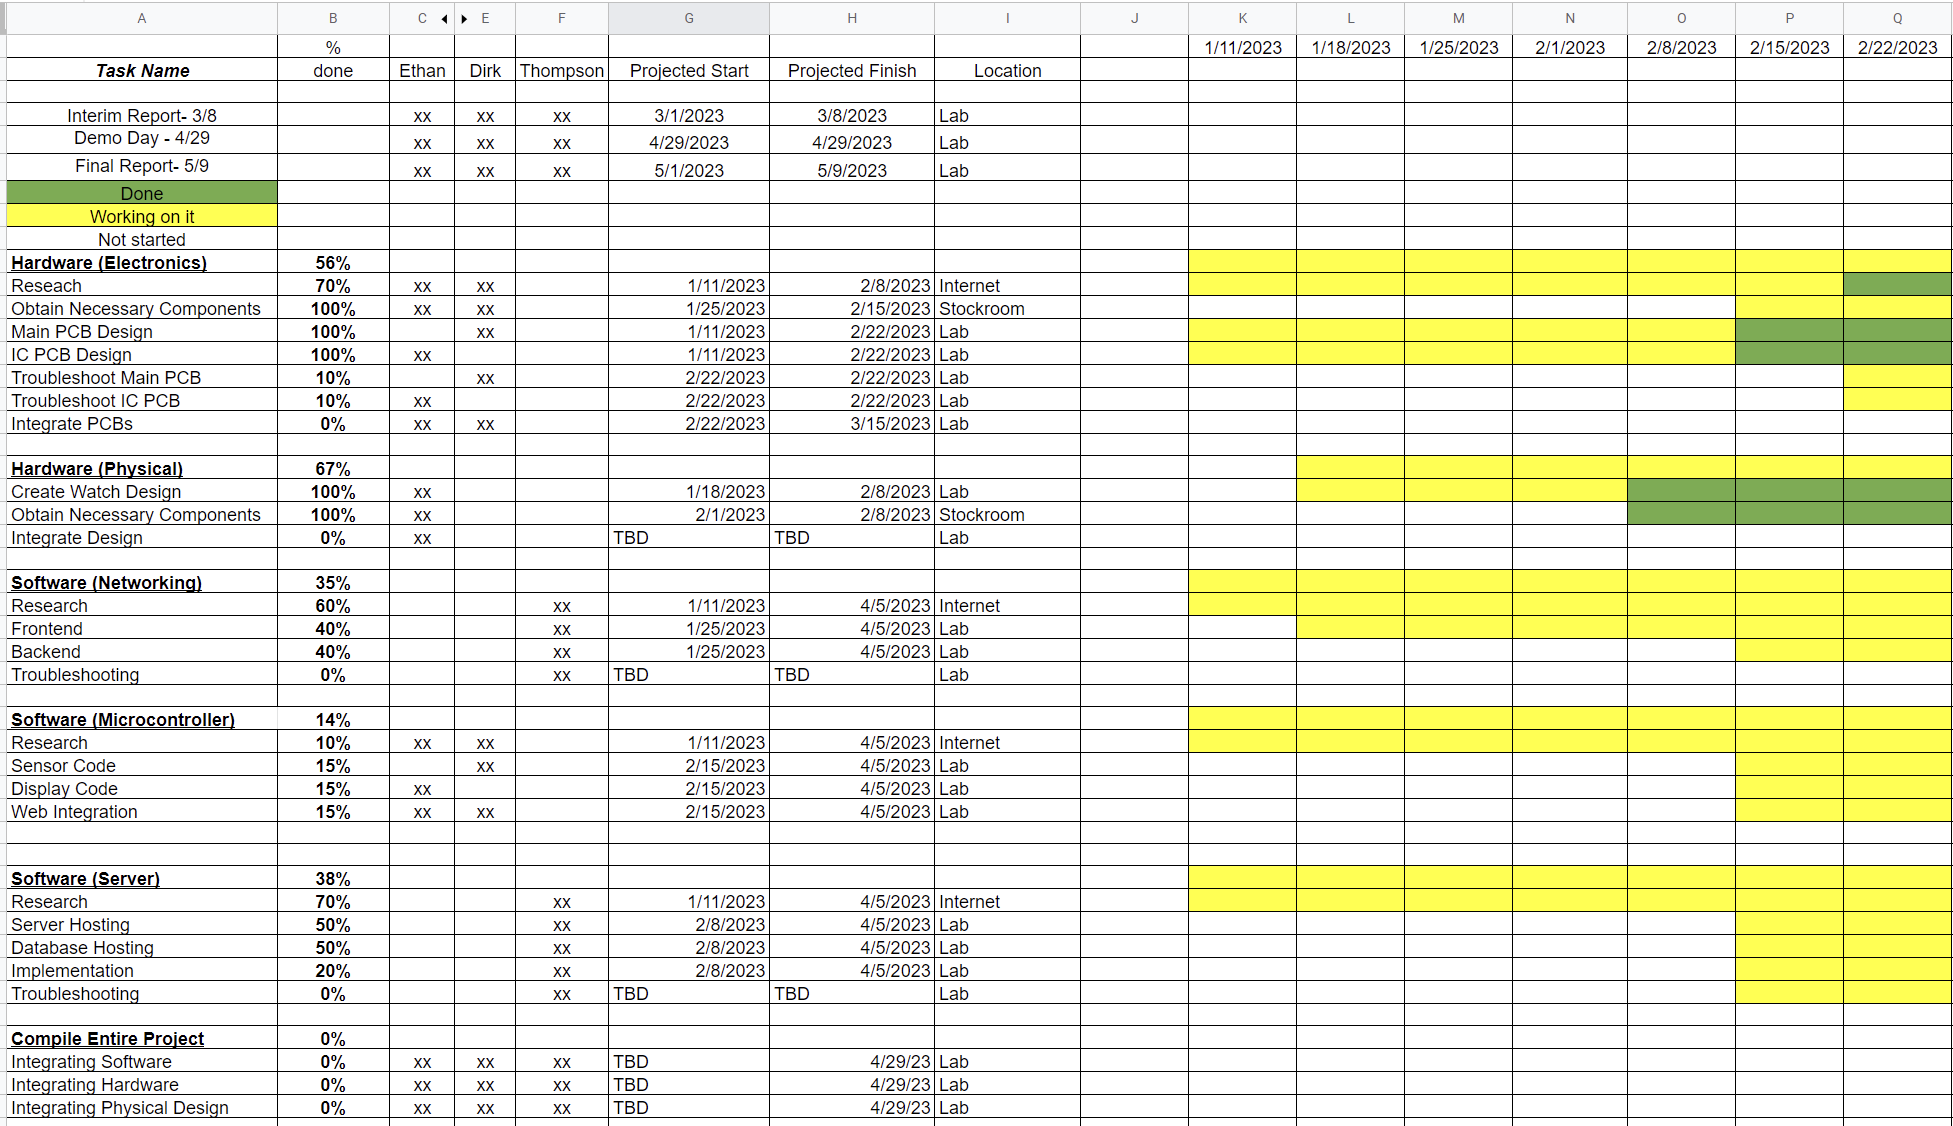 A B C E F G H I J K L M N O P Q
% 1/11/2023 1/18/2023 1/25/2023 2/1/2023 2/8/2023 2/15/2023 2/22/2023
Task Name done Ethan Dirk Thompson Projected Start Projected Finish Location
Interim Report- 3/8 xx xx xx 3/1/2023 3/8/2023 Lab
Demo Day - 4/29 xx xx xx 4/29/2023 4/29/2023 Lab
Final Report- 5/9 xx xx xx 5/1/2023 5/9/2023 Lab
Done
Working on it
Not started
Hardware (Electronics) 56%
Reseach 70% xx xx 1/11/2023 2/8/2023 Internet
Obtain Necessary Components 100% xx xx 1/25/2023 2/15/2023 Stockroom
Main PCB Design 100% xx 1/11/2023 2/22/2023 Lab
IC PCB Design 100% xx 1/11/2023 2/22/2023 Lab
Troubleshoot Main PCB 10% xx 2/22/2023 2/22/2023 Lab
Troubleshoot IC PCB 10% xx 2/22/2023 2/22/2023 Lab
Integrate PCBs 0% xx xx 2/22/2023 3/15/2023 Lab
Hardware (Physical) 67%
Create Watch Design 100% xx 1/18/2023 2/8/2023 Lab
Obtain Necessary Components 100% xx 2/1/2023 2/8/2023 Stockroom
Integrate Design 0% xx TBD TBD Lab
Software (Networking) 35%
Research 60% xx 1/11/2023 4/5/2023 Internet
Frontend 40% xx 1/25/2023 4/5/2023 Lab
Backend 40% xx 1/25/2023 4/5/2023 Lab
Troubleshooting 0% xx TBD TBD Lab
Software (Microcontroller) 14%
Research 10% xx xx 1/11/2023 4/5/2023 Internet
Sensor Code 15% xx 2/15/2023 4/5/2023 Lab
Display Code 15% xx 2/15/2023 4/5/2023 Lab
Web Integration 15% xx xx 2/15/2023 4/5/2023 Lab
Software (Server) 38%
Research 70% xx 1/11/2023 4/5/2023 Internet
Server Hosting 50% xx 2/8/2023 4/5/2023 Lab
Database Hosting 50% xx 2/8/2023 4/5/2023 Lab
Implementation 20% xx 2/8/2023 4/5/2023 Lab
Troubleshooting 0% xx TBD TBD Lab
Compile Entire Project 0%
Integrating Software 0% xx xx xx TBD 4/29/23 Lab
Integrating Hardware 0% xx xx xx TBD 4/29/23 Lab
Integrating Physical Design 0% xx xx xx TBD 4/29/23 Lab